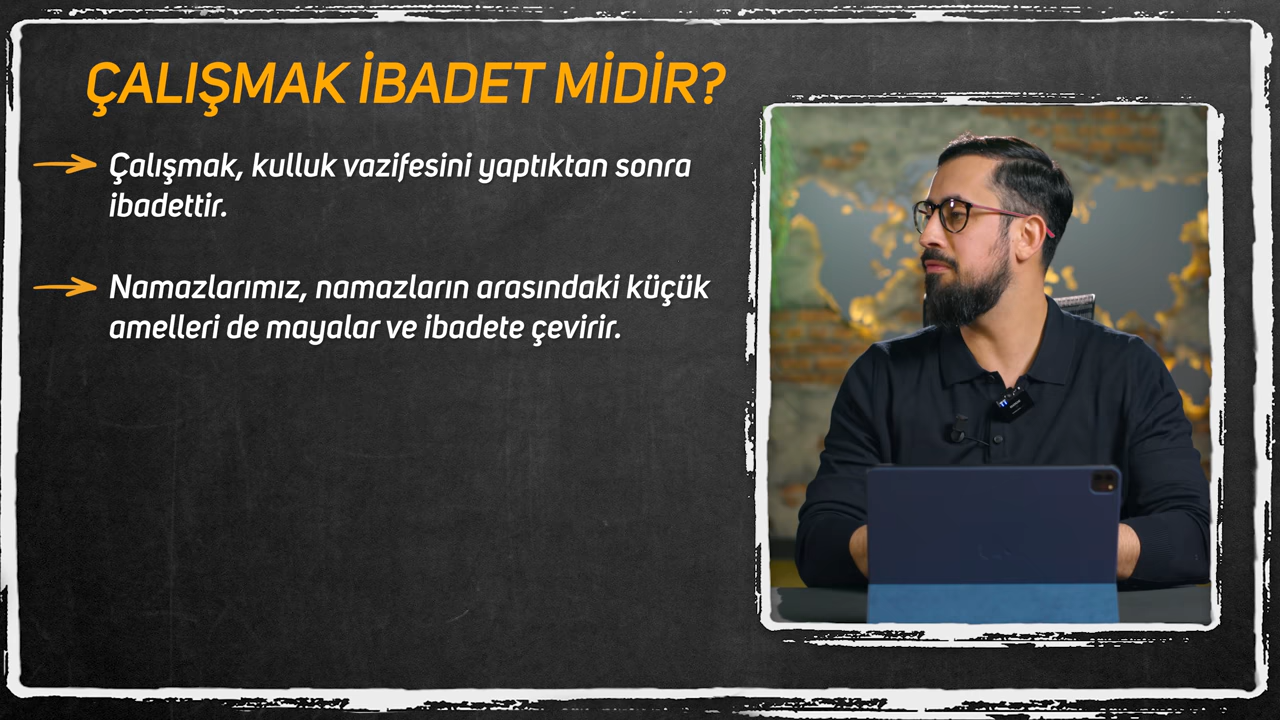 ÇALIŞMAK İBADET MİDİR?
Çalışmak, kulluk vazifesini yaptıktan sonra
ibadettir.
Namazlarımız, namazların arasındaki küçük
amelleri de mayalar ve ibadete çevirir.